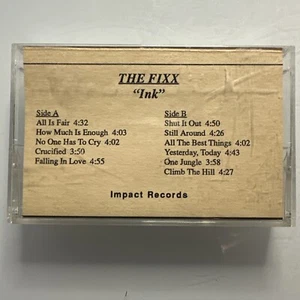 THE FIXX
"Ink"
Side A
All Is Fair 4:32
How Much Is Enough 4:03
No One Has To Cry 4:02
Crucified 3:50
Falling In Love 4:55
Side B
Shut It Out 4:50
Still Around 4:26
All The Best Things 4:02
Yesterday, Today 4:43
One Jungle 3:58
Climb The Hill 4:27
Impact Records